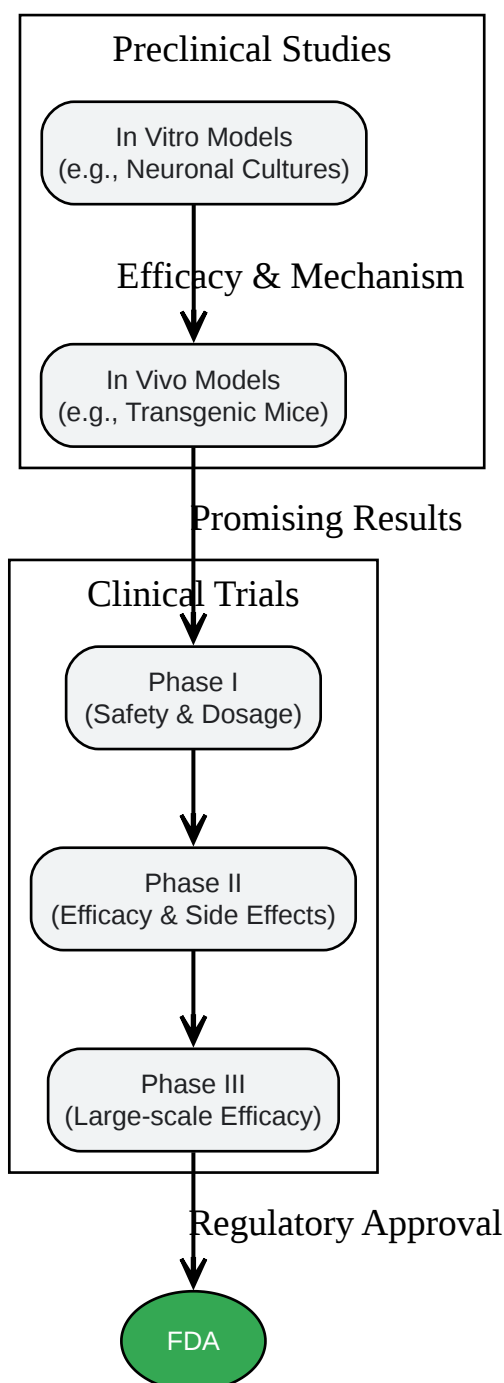 Preclinical Studies
In Vitro Models
(e.g., Neuronal Cultures)
Efficacy & Mechanism
In Vivo Models
(e.g., Transgenic Mice)
Promising Results
Clinical Trials
Phase I
(Safety & Dosage)
Phase II
(Efficacy & Side Effects)
Phase III
(Large-scale Efficacy)
Regulatory Approval
FDA